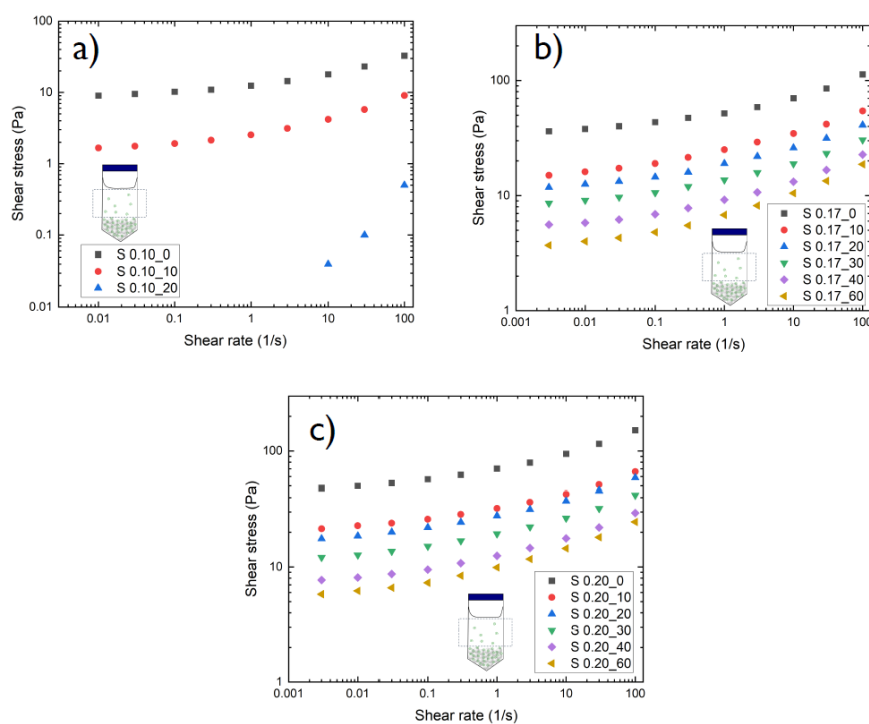 a)
Shear stress (Pa)
100
10
1
0.1
0.01
S 0.10_0
S 0.10_10
S 0.10_20
0.01 0.1 1 10 100
Shear rate (1/s)
b)
Shear stress (Pa)
100
10
1
S 0.17_0
S 0.17_10
S 0.17_20
S 0.17_30
S 0.17_40
S 0.17_60
0.001 0.01 0.1 1 10 100
Shear rate (1/s)
c)
Shear stress (Pa)
100
10
1
S 0.20_0
S 0.20_10
S 0.20_20
S 0.20_30
S 0.20_40
S 0.20_60
0.001 0.01 0.1 1 10 100
Shear rate (1/s)